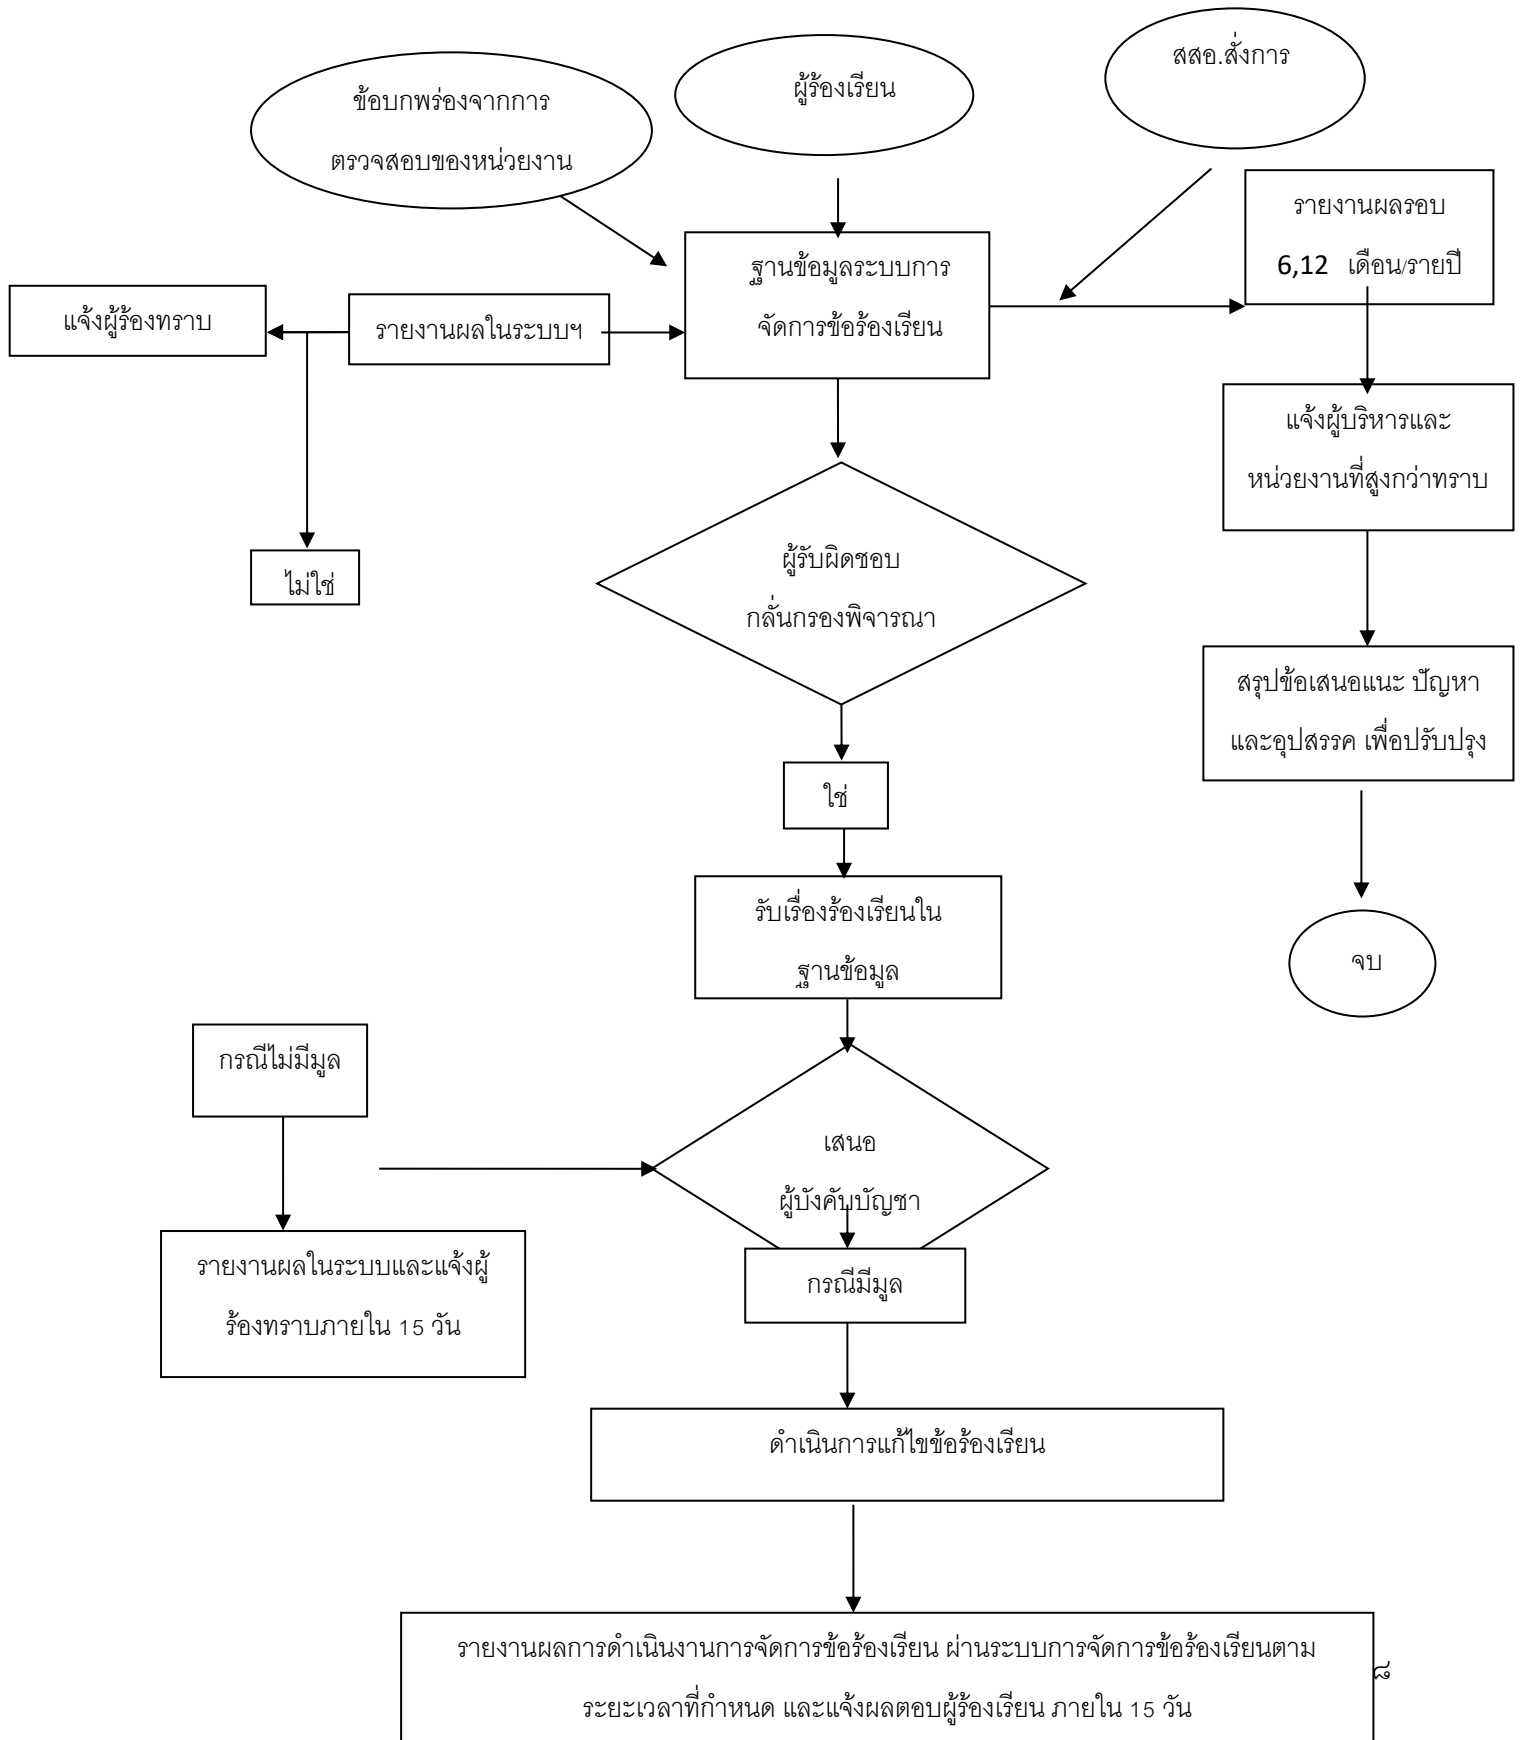 ข้อบกพร่องจากการ
ตรวจสอบของหน่วยงาน
ผู้ร้องเรียน
สสอ.สั่งการ
รายงานผลรอบ
6,12 เดือน/รายปี
ฐานข้อมูลระบบการ
จัดการข้อร้องเรียน
แจ้งผู้ร้องทราบ
รายงานผลในระบบฯ
แจ้งผู้บริหารและ
หน่วยงานที่สูงกว่าทราบ
ไม่ใช่
ผู้รับผิดชอบ
กลั่นกรองพิจารณา
สรุปข้อเสนอแนะ ปัญหา
และอุปสรรค เพื่อปรับปรุง
ใช่
รับเรื่องร้องเรียนใน
ฐานข้อมูล
จบ
กรณีไม่มีมูล
เสนอ
ผู้บังคับบัญชา
รายงานผลในระบบและแจ้งผู้
ร้องทราบภายใน 15 วัน
กรณีมีมูล
ดำเนินการแก้ไขข้อร้องเรียน
รายงานผลการดำเนินงานการจัดการข้อร้องเรียน ผ่านระบบการจัดการข้อร้องเรียนตาม
ระยะเวลาที่กำหนด และแจ้งผลตอบผู้ร้องเรียน ภายใน 15 วัน
๘